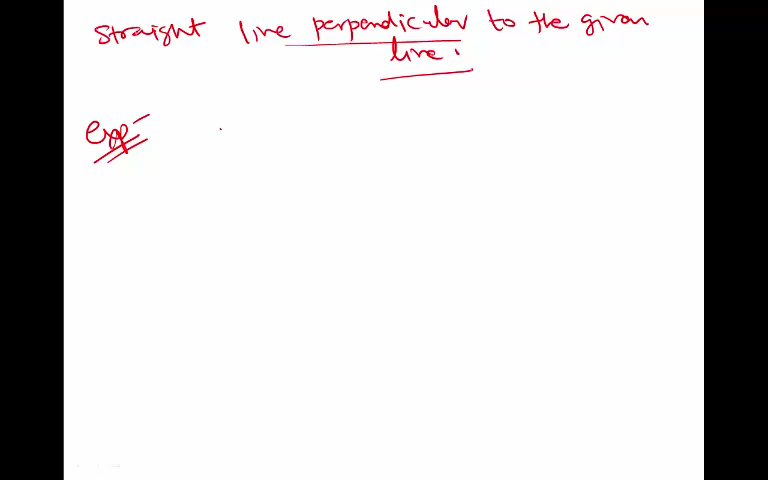 Straight line perpendicular to the given
line.
Exp-